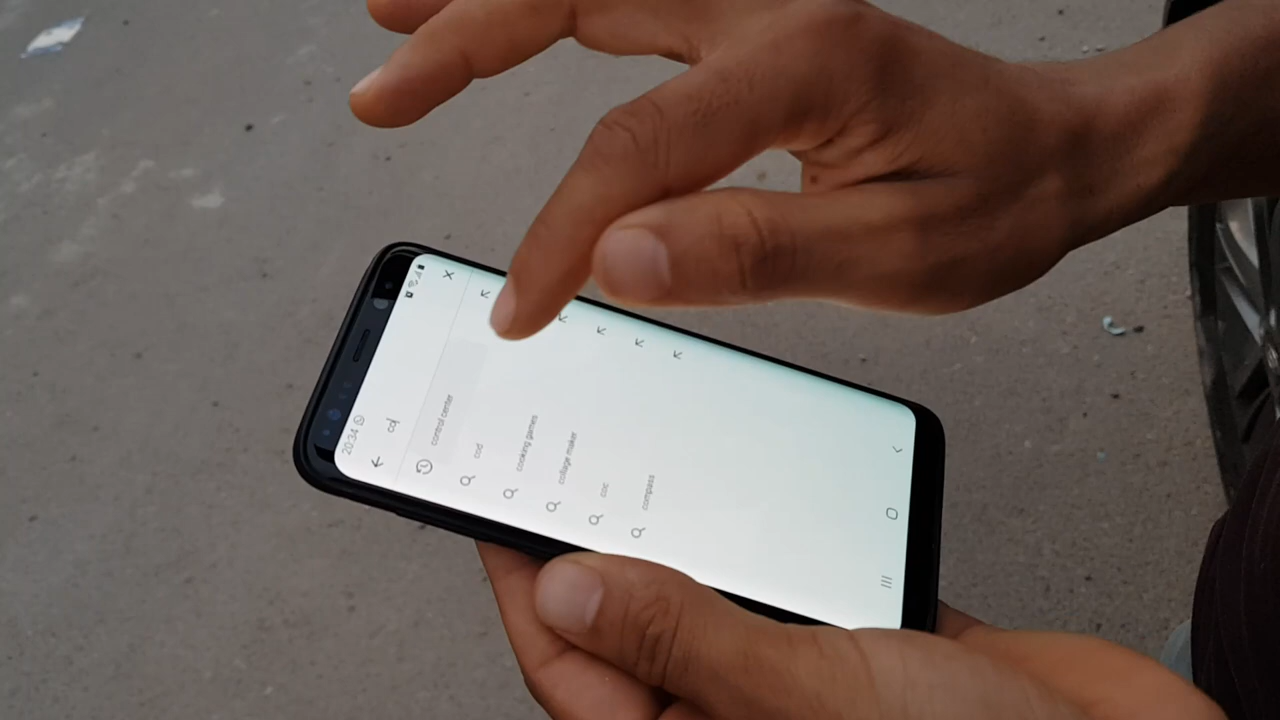 20:34
co
control center
cod
cooking games
collage maker
coc
compass